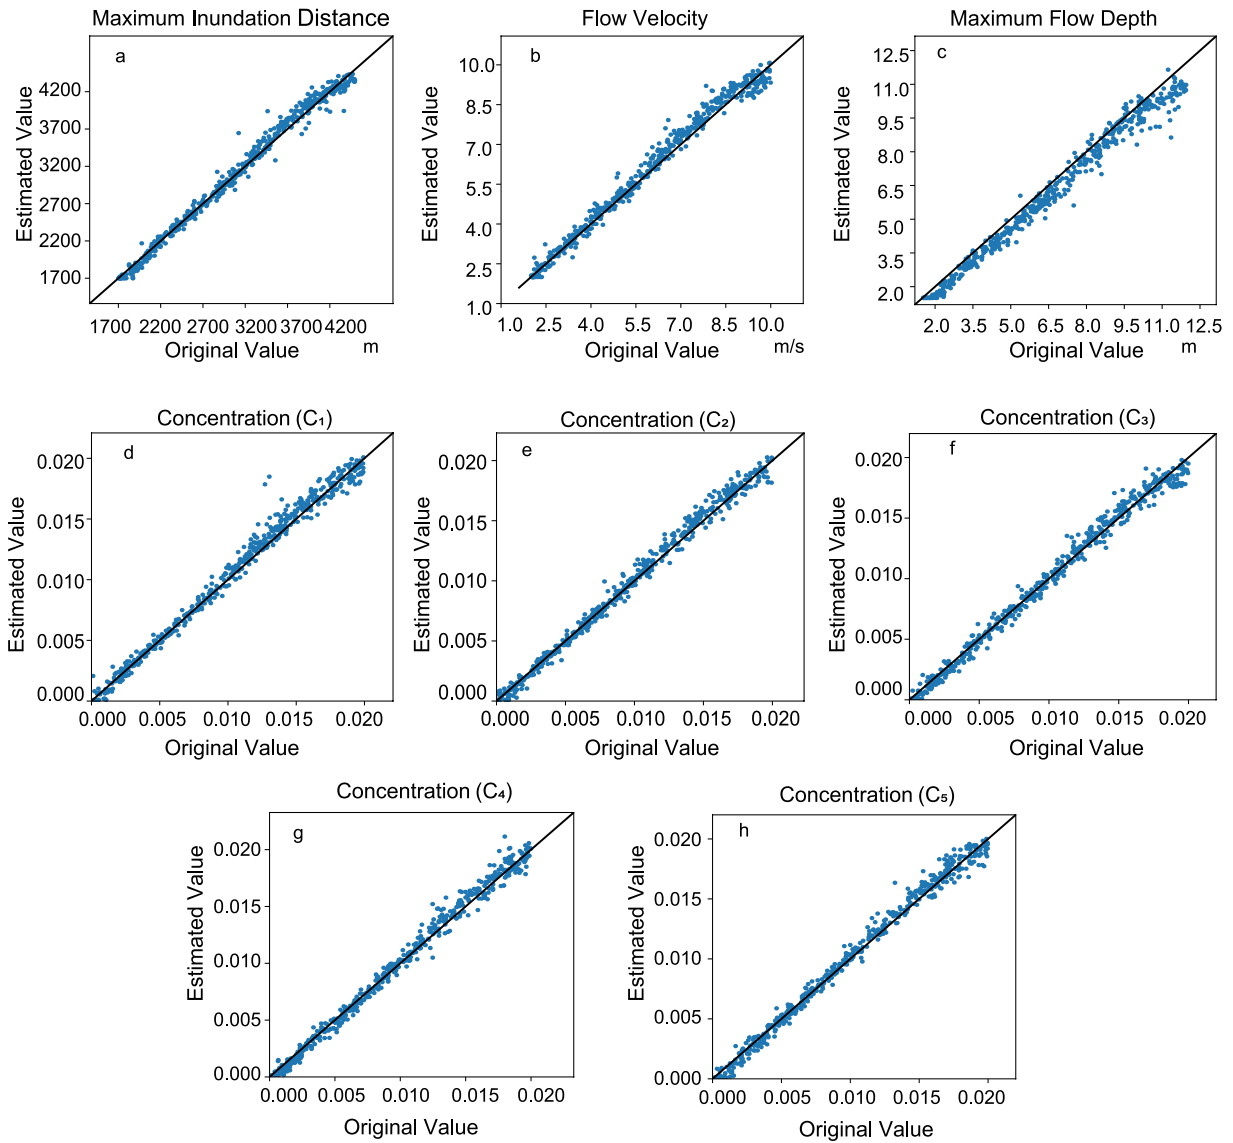 Maximum Inundation Distance
a
Estimated Value
4200
3700
3200
2700
2200
1700
1700 2200 2700 3200 3700 4200
Original Value m
Flow Velocity
b
Estimated Value
10.0
8.5
7.0
5.5
4.0
2.5
1.0
1.0 2.5 4.0 5.5 7.0 8.5 10.0
Original Value m/s
Maximum Flow Depth
c
Estimated Value
12.5
11.0
9.5
8.0
6.5
5.0
3.5
2.0
2.0 3.5 5.0 6.5 8.0 9.5 11.0 12.5
Original Value m
Concentration (C₁)
d
Estimated Value
0.020
0.015
0.010
0.005
0.000
0.000 0.005 0.010 0.015 0.020
Original Value
Concentration (C₂)
e
Estimated Value
0.020
0.015
0.010
0.005
0.000
0.000 0.005 0.010 0.015 0.020
Original Value
Concentration (C₃)
f
Estimated Value
0.020
0.015
0.010
0.005
0.000
0.000 0.005 0.010 0.015 0.020
Original Value
Concentration (C₄)
g
Estimated Value
0.020
0.015
0.010
0.005
0.000
0.000 0.005 0.010 0.015 0.020
Original Value
Concentration (C₅)
h
Estimated Value
0.020
0.015
0.010
0.005
0.000
0.000 0.005 0.010 0.015 0.020
Original Value